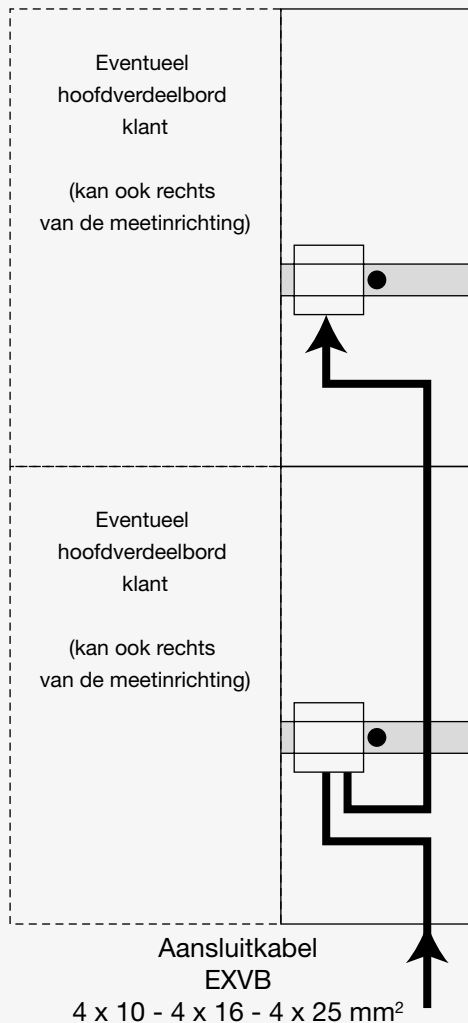 Eventueel
hoofdverdeelbord
klant
(kan ook rechts
van de meetinrichting)
Eventueel
hoofdverdeelbord
klant
(kan ook rechts
van de meetinrichting)
Aansluitkabel
EXVB
4 x 10 - 4 x 16 - 4 x 25 mm²